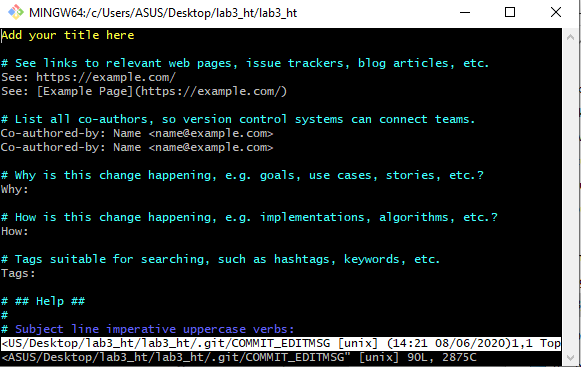 MINGW64:/c/Users/ASUS/Desktop/lab3_ht/lab3_ht
Add your title here
# See links to relevant web pages, issue trackers, blog articles, etc.
See: https://example.com/
See: [Example Page](https://example.com/)
# List all co-authors, so version control systems can connect teams.
Co-authored-by: Name <name@example.com>
Co-authored-by: Name <name@example.com>
# Why is this change happening, e.g. goals, use cases, stories, etc.?
Why:
# How is this change happening, e.g. implementations, algorithms, etc.?
How:
# Tags suitable for searching, such as hashtags, keywords, etc.
Tags:
# ## Help ##
#
# Subject line imperative uppercase verbs:
<US/Desktop/lab3_ht/lab3_ht/.git/COMMIT_EDITMSG [unix] (14:21 08/06/2020)1,1 Top
<ASUS/Desktop/lab3_ht/lab3_ht/.git/COMMIT_EDITMSG" [unix] 90L, 2875C